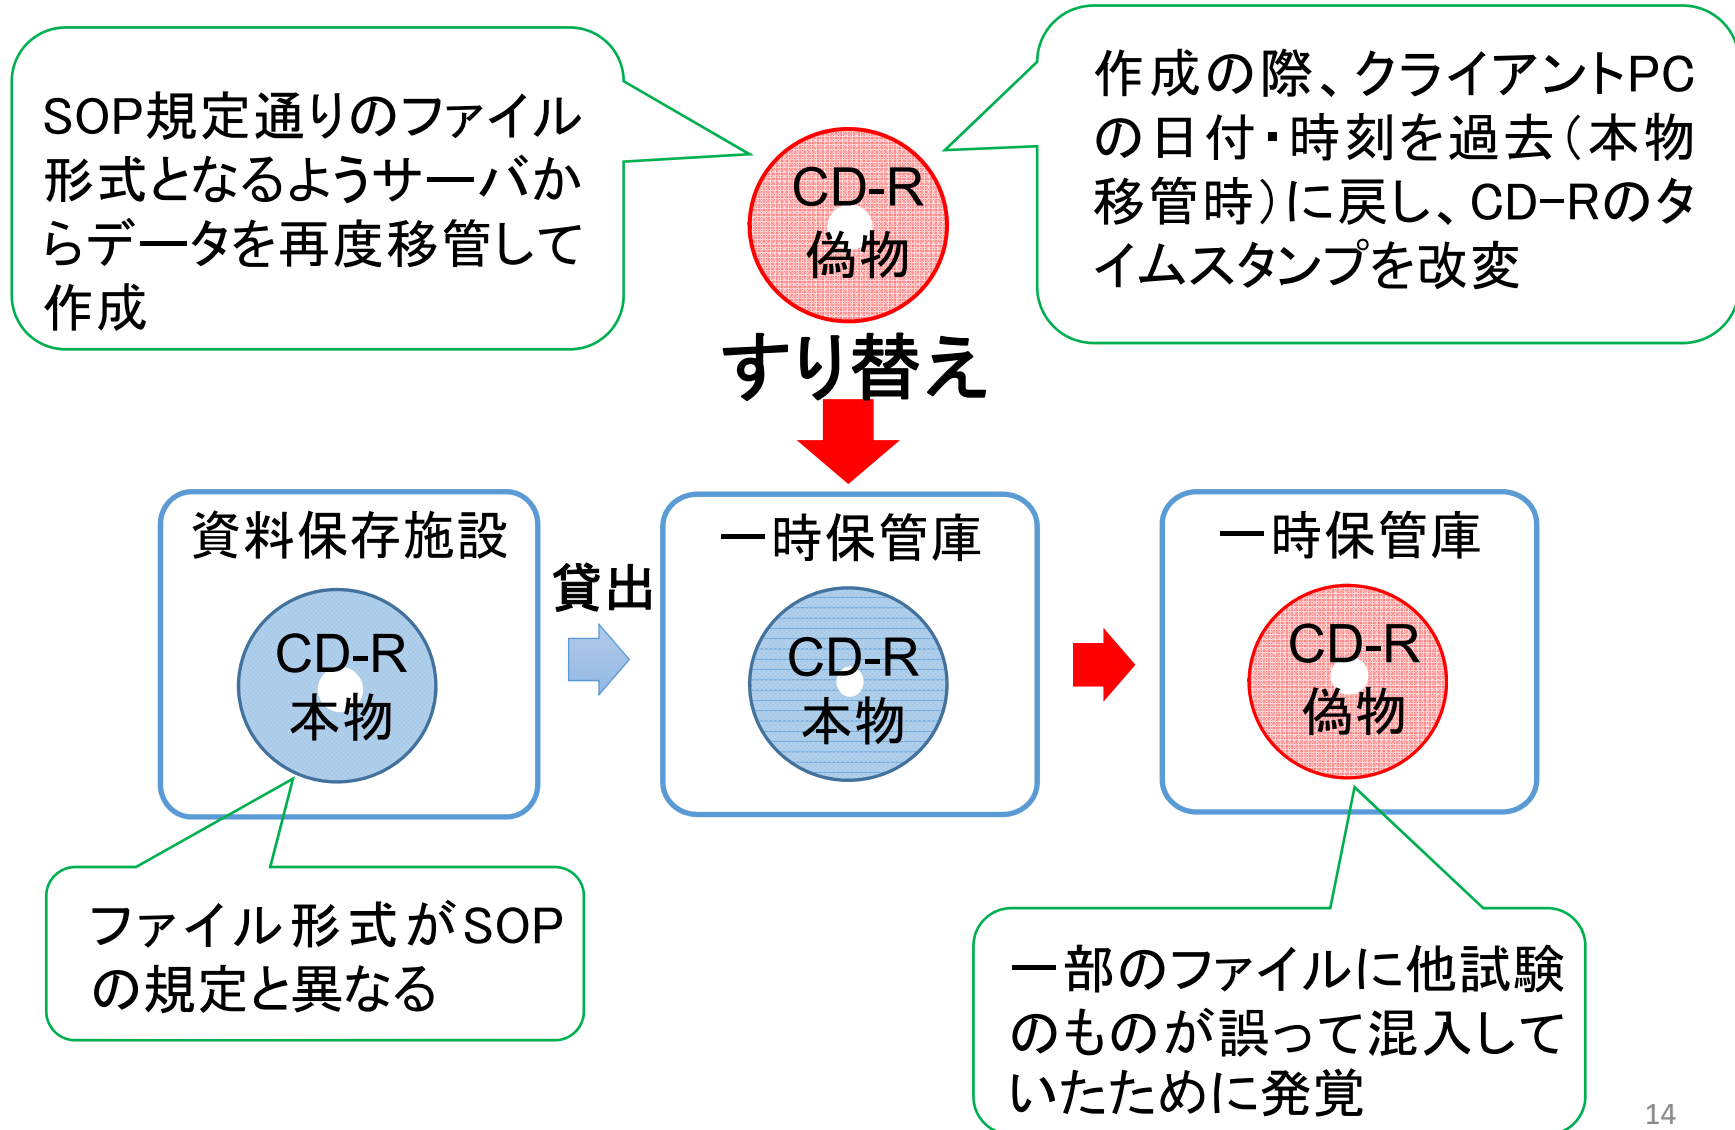 SOP規定通りのファイル
形式となるようサーバか
らデータを再度移管して
作成
作成の際、クライアントPC
の日付・時刻を過去（本物
移管時）に戻し、CD-Rのタ
イムスタンプを改変
CD-R
偽物
すり替え
資料保存施設
CD-R
本物
貸出
一時保管庫
CD-R
本物
一時保管庫
CD-R
偽物
ファイル形式がSOP
の規定と異なる
一部のファイルに他試験
のものが誤って混入して
いたために発覚
14